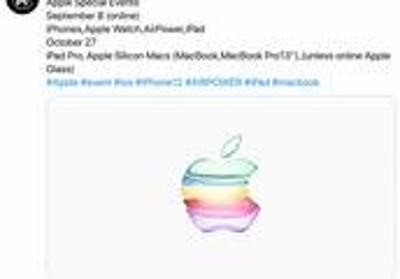 Apple Special Events
September 8 (online)
iPhones,Apple Watch,AirPower,iPad
October 27
iPad Pro, Apple Silicon Macs (MacBook,MacBook Pro13"),(unless online Apple
Glass)
#Apple #event #ios #iPhone12 #AIRPOWER #iPad #macbook